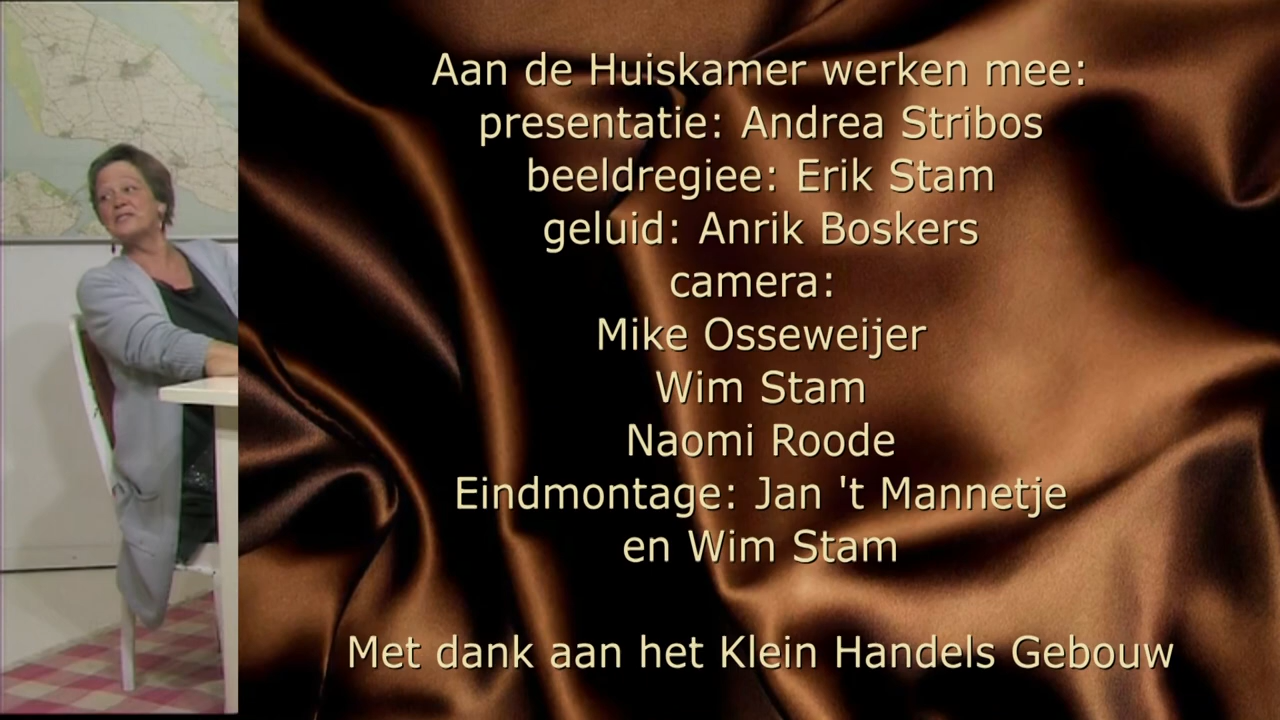 Aan de Huiskamer werken mee:
presentatie: Andrea Stribos
beeldregiee: Erik Stam
geluid: Anrik Boskers
camera:
Mike Osseweijer
Wim Stam
Naomi Roode
Eindmontage: Jan 't Mannetje
en Wim Stam
Met dank aan het Klein Handels Gebouw